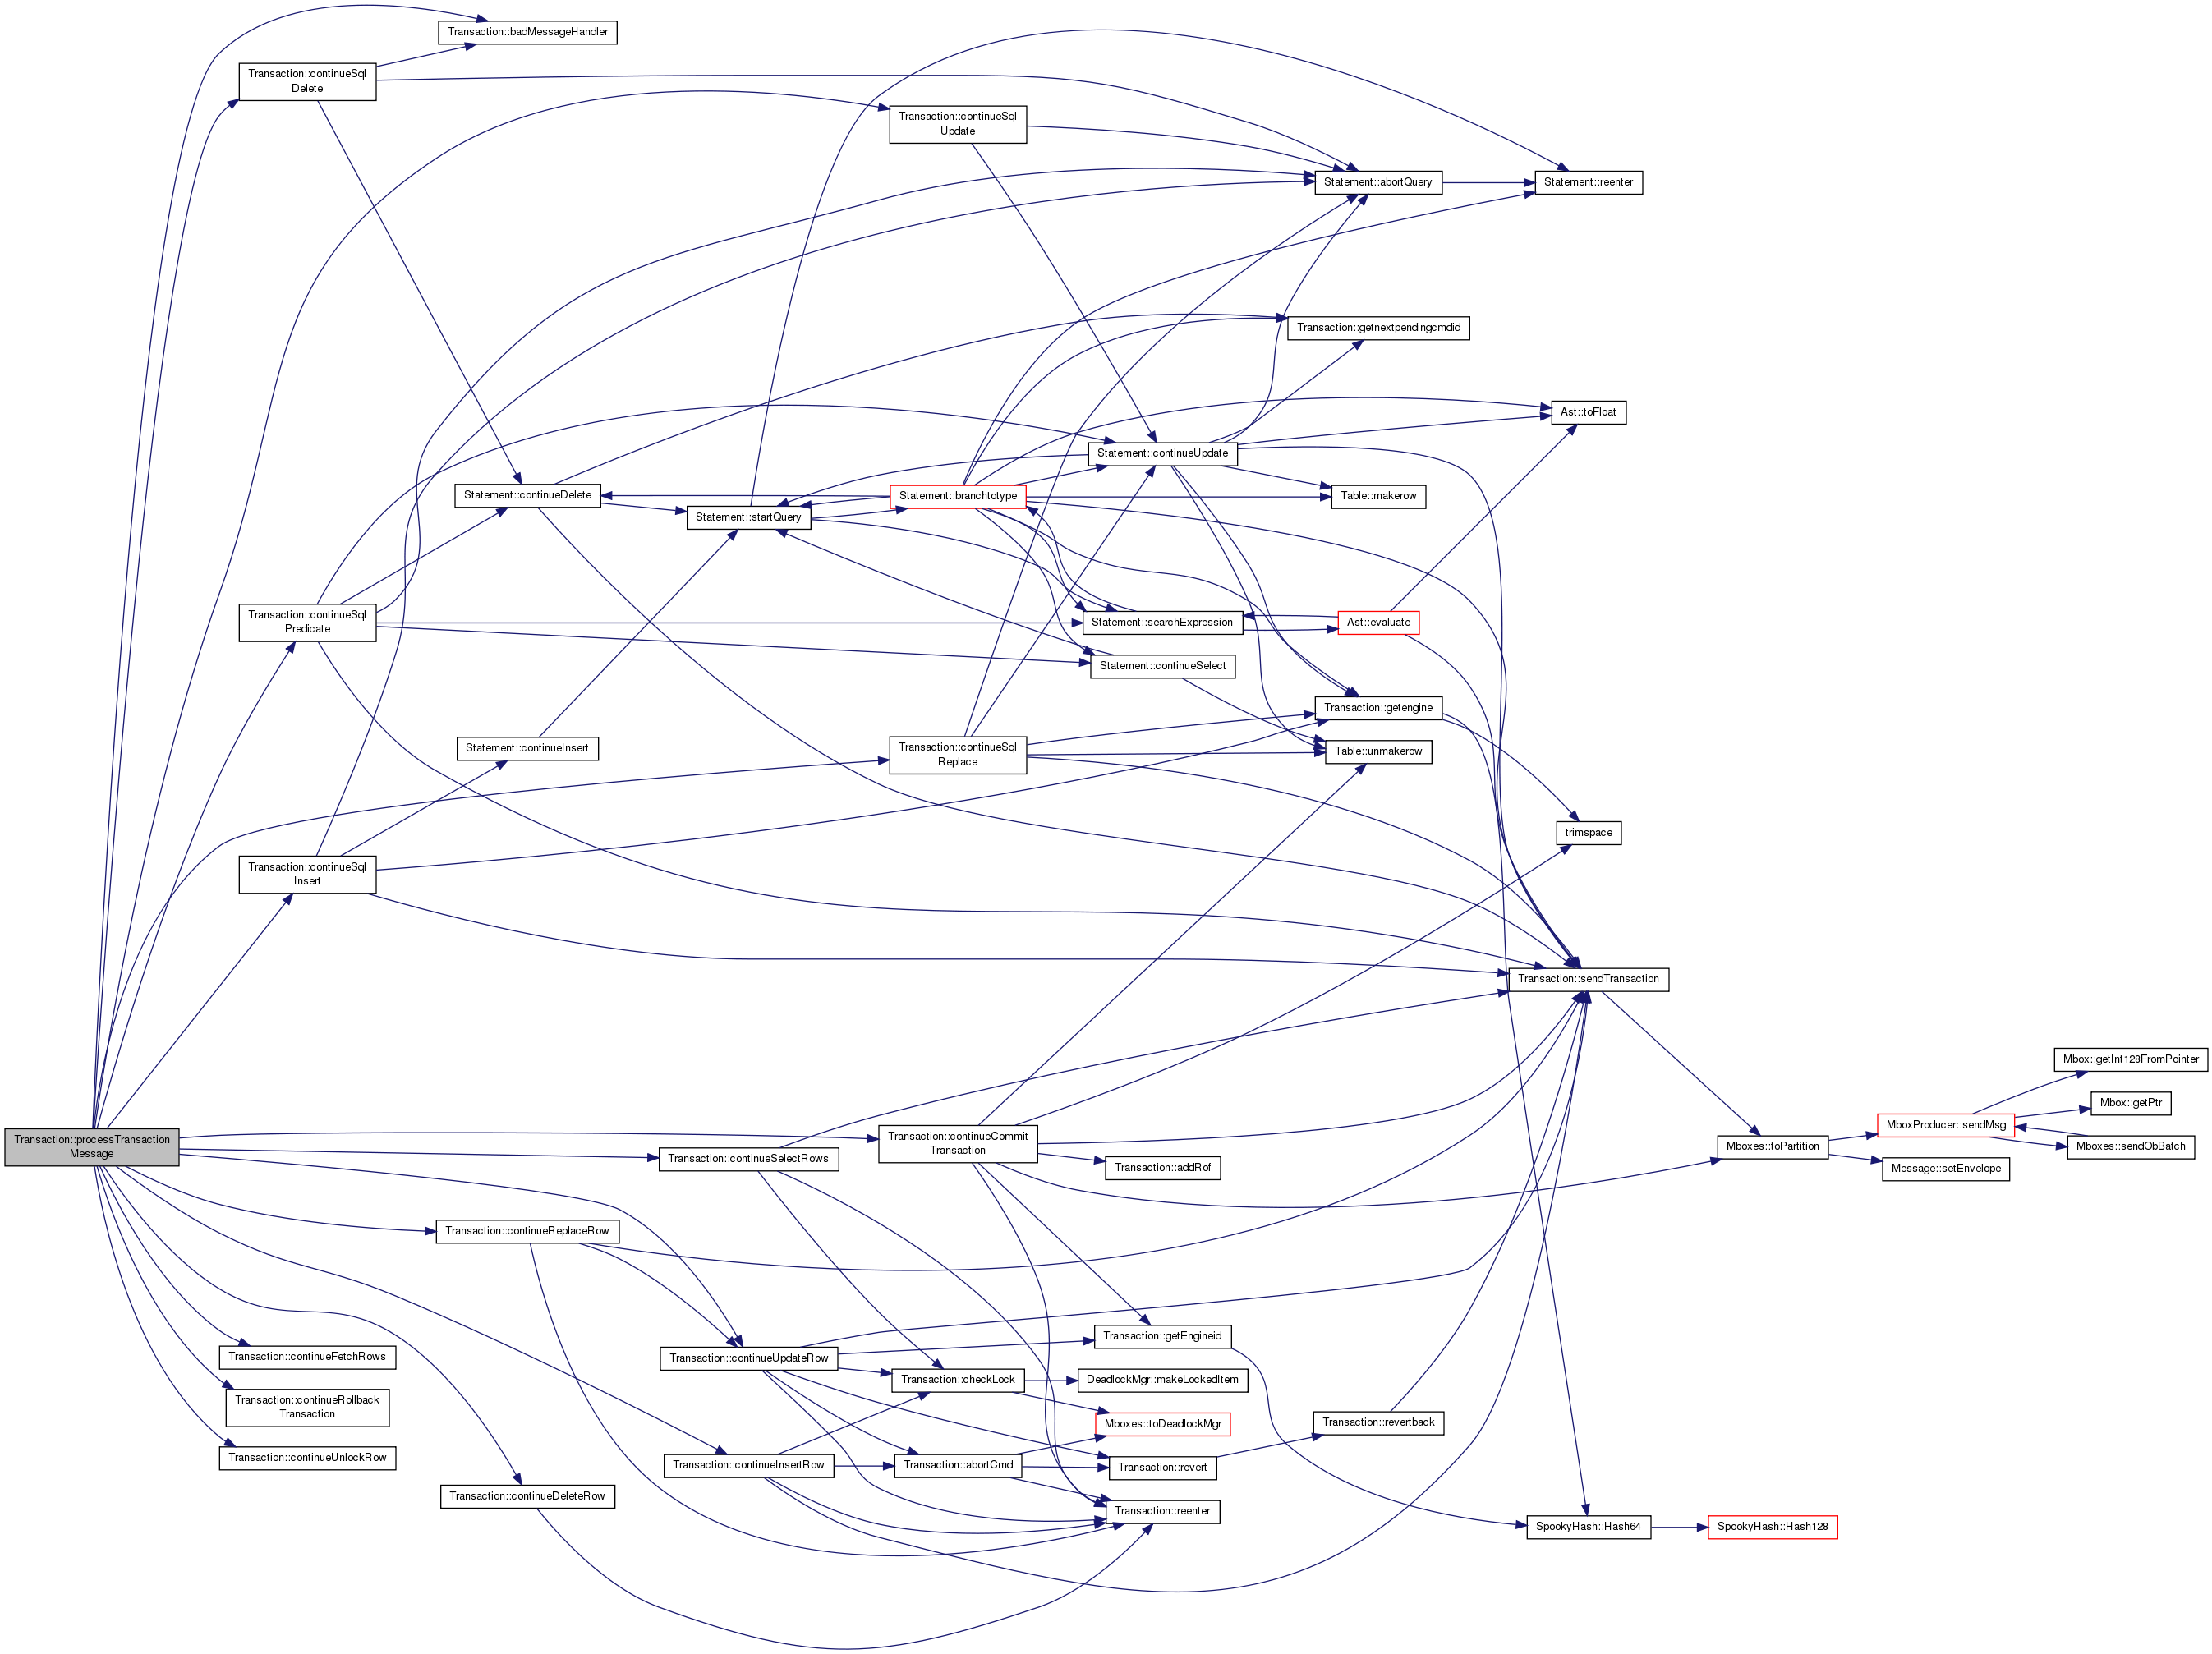 Transaction::badMessageHandler
Transaction::continueSql
Delete
Transaction::continueSql
Update
Statement::abortQuery
Statement::reenter
Transaction::getnextpendingcmdid
Ast::toFloat
Statement::continueUpdate
Statement::continueDelete
Statement::branchtotype
Table::makerow
Statement::startQuery
Transaction::continueSql
Predicate
Statement::searchExpression
Ast::evaluate
Statement::continueSelect
Transaction::getengine
Statement::continueInsert
Transaction::continueSql
Replace
Table::unmakerow
trimspace
Transaction::continueSql
Insert
Transaction::sendTransaction
Mbox::getInt128FromPointer
Mbox::getPtr
MboxProducer::sendMsg
Transaction::processTransaction
Message
Transaction::continueCommit
Transaction
Mboxes::toPartition
Mboxes::sendObBatch
Transaction::continueSelectRows
Transaction::addRof
Message::setEnvelope
Transaction::continueReplaceRow
Transaction::getEngineid
Transaction::continueFetchRows
Transaction::continueUpdateRow
Transaction::checkLock
DeadlockMgr::makeLockedItem
Transaction::continueRollback
Transaction
Mboxes::toDeadlockMgr
Transaction::revertback
Transaction::continueUnlockRow
Transaction::continueInsertRow
Transaction::abortCmd
Transaction::revert
Transaction::continueDeleteRow
Transaction::reenter
SpookyHash::Hash64
SpookyHash::Hash128